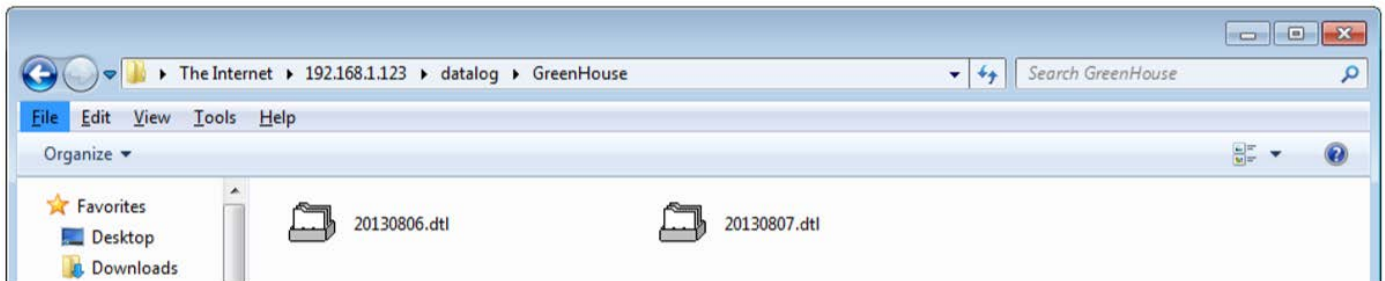 The Internet 192.168.1.123 datalog GreenHouse Search GreenHouse
File Edit View Tools Help
Organize
Favorites
Desktop
Downloads
20130806.dtl 20130807.dtl